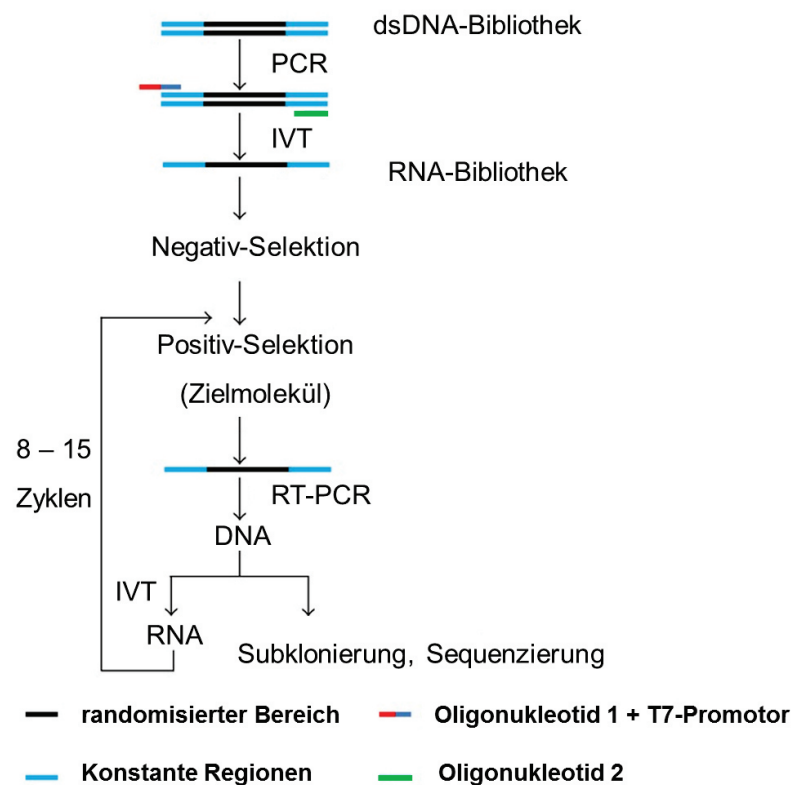 dsDNA-Bibliothek
PCR
IVT
RNA-Bibliothek
Negativ-Selektion
Positiv-Selektion
(Zielmolekül)
8 – 15
Zyklen
RT-PCR
DNA
IVT
RNA
Subklonierung, Sequenzierung
randomisierter Bereich
Oligonukleotid 1 + T7-Promotor
Konstante Regionen
Oligonukleotid 2